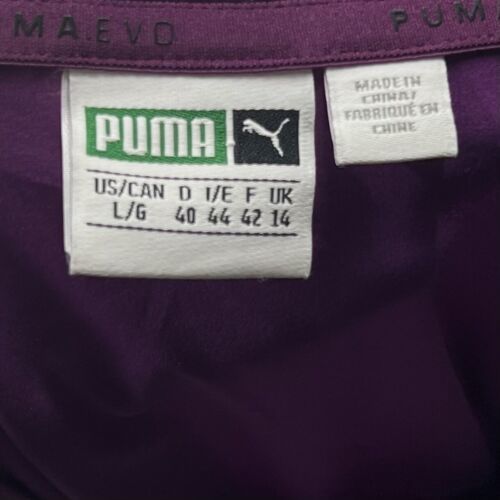 MAEVO PUM
PUMA
US/CAN D I/E F UK
L/G 40 44 42 14
MADE IN
CHINA/
FABRIQUÉ EN
CHINE